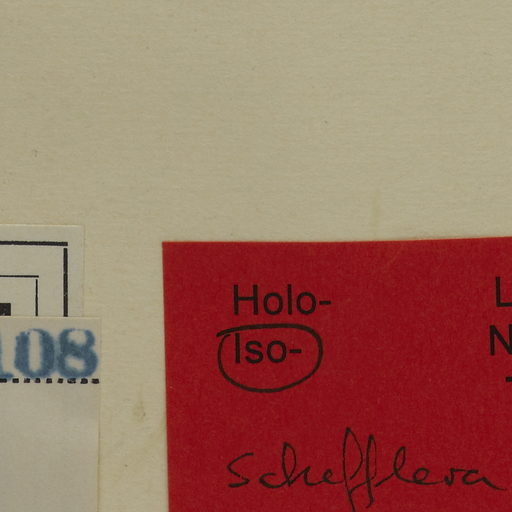 Holo-
Iso-
L
N
108
Schefflera